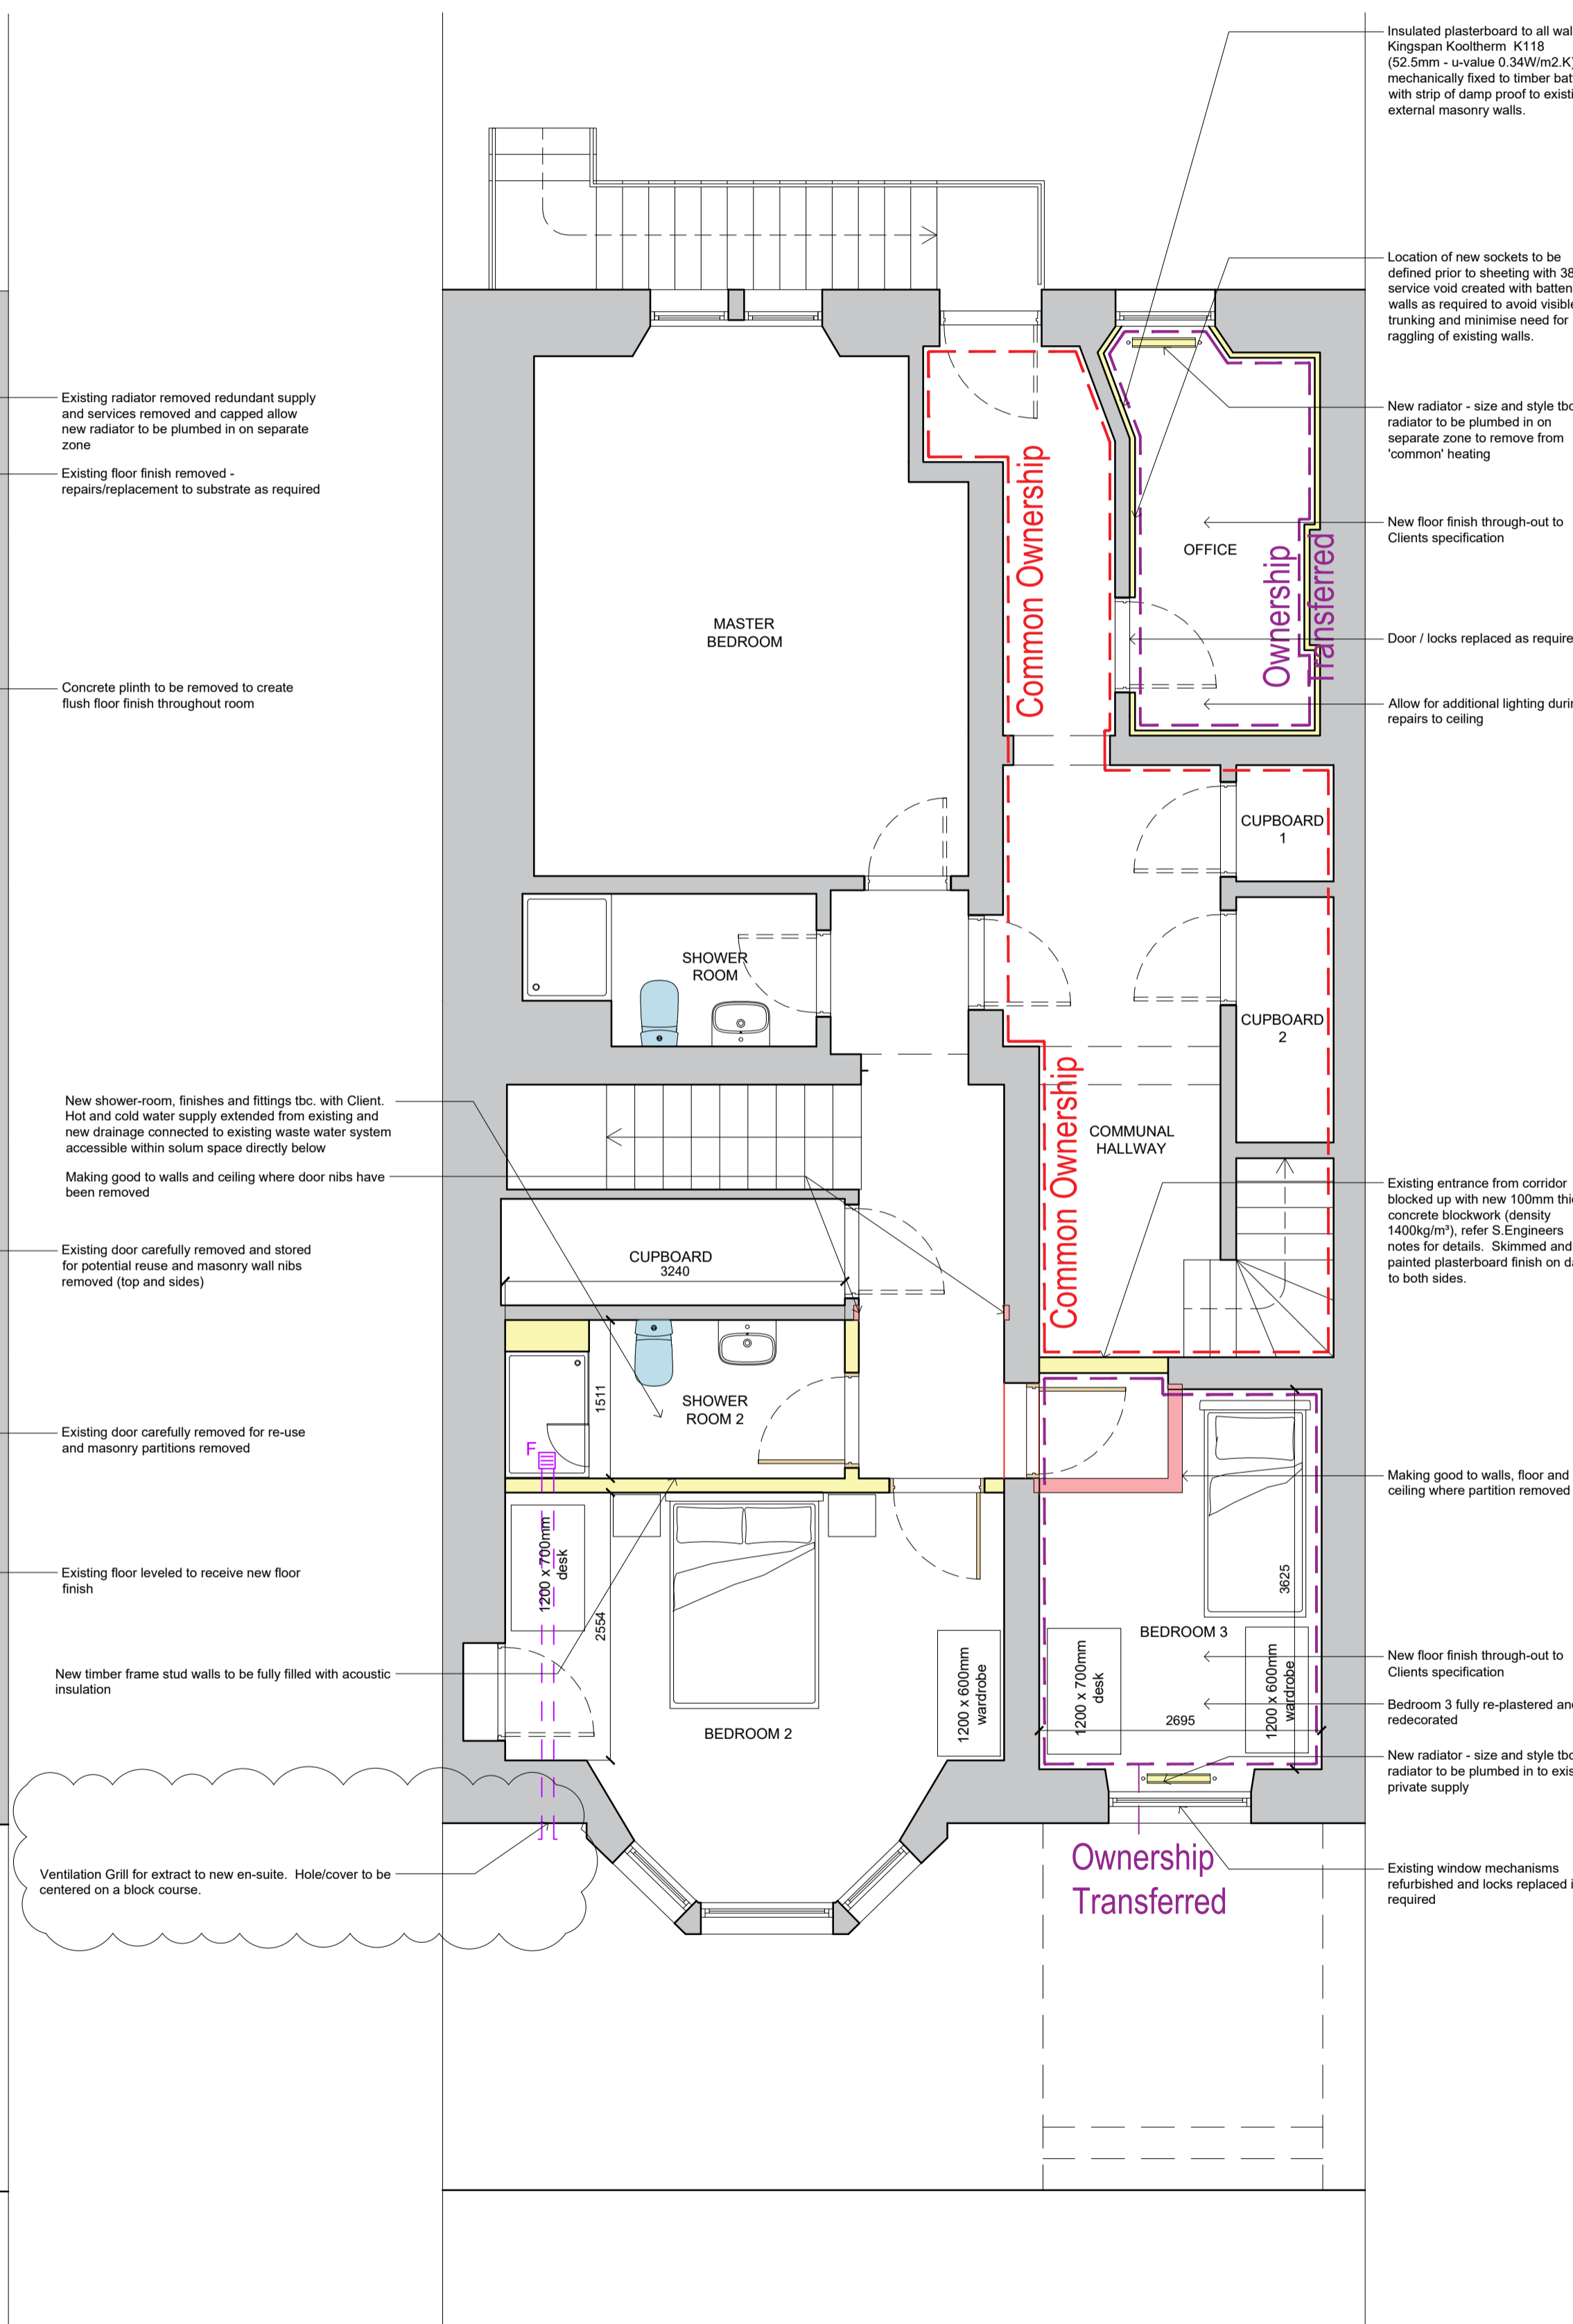 Existing radiator removed redundant supply
and services removed and capped allow
new radiator to be plumbed in on separate
zone
Existing floor finish removed -
repairs/replacement to substrate as required
Concrete plinth to be removed to create
flush floor finish throughout room
New shower-room, finishes and fittings tbc. with Client.
Hot and cold water supply extended from existing and
new drainage connected to existing waste water system
accessible within solum space directly below
Making good to walls and ceiling where door nibs have
been removed
Existing door carefully removed and stored
for potential reuse and masonry wall nibs
removed (top and sides)
Existing door carefully removed for re-use
and masonry partitions removed
Existing floor leveled to receive new floor
finish
New timber frame stud walls to be fully filled with acoustic
insulation
Ventilation Grill for extract to new en-suite. Hole/cover to be
centered on a block course.
MASTER
BEDROOM
Common Ownership
OFFICE
Ownership
Transferred
CUPBOARD
1
SHOWER
ROOM
CUPBOARD
2
COMMUNAL
HALLWAY
Common Ownership
CUPBOARD
3240
SHOWER
ROOM 2
1511
F
1200 x 700mm
desk
2554
BEDROOM 2
1200 x 600mm
wardrobe
3625
BEDROOM 3
1200 x 700mm
desk
2695
1200 x 600mm
wardrobe
Ownership
Transferred
Insulated plasterboard to all wal
Kingspan Kooltherm K118
(52.5mm - u-value 0.34W/m2.K)
mechanically fixed to timber bat
with strip of damp proof to existi
external masonry walls.
Location of new sockets to be
defined prior to sheeting with 38
service void created with batten
walls as required to avoid visible
trunking and minimise need for
raggling of existing walls.
New radiator - size and style tbc
radiator to be plumbed in on
separate zone to remove from
'common' heating
New floor finish through-out to
Clients specification
Door / locks replaced as require
Allow for additional lighting durin
repairs to ceiling
Existing entrance from corridor
blocked up with new 100mm thi
concrete blockwork (density
1400kg/m³), refer S.Engineers
notes for details. Skimmed and
painted plasterboard finish on da
to both sides.
Making good to walls, floor and
ceiling where partition removed
New floor finish through-out to
Clients specification
Bedroom 3 fully re-plastered and
redecorated
New radiator - size and style tbc
radiator to be plumbed in to exis
private supply
Existing window mechanisms
refurbished and locks replaced i
required